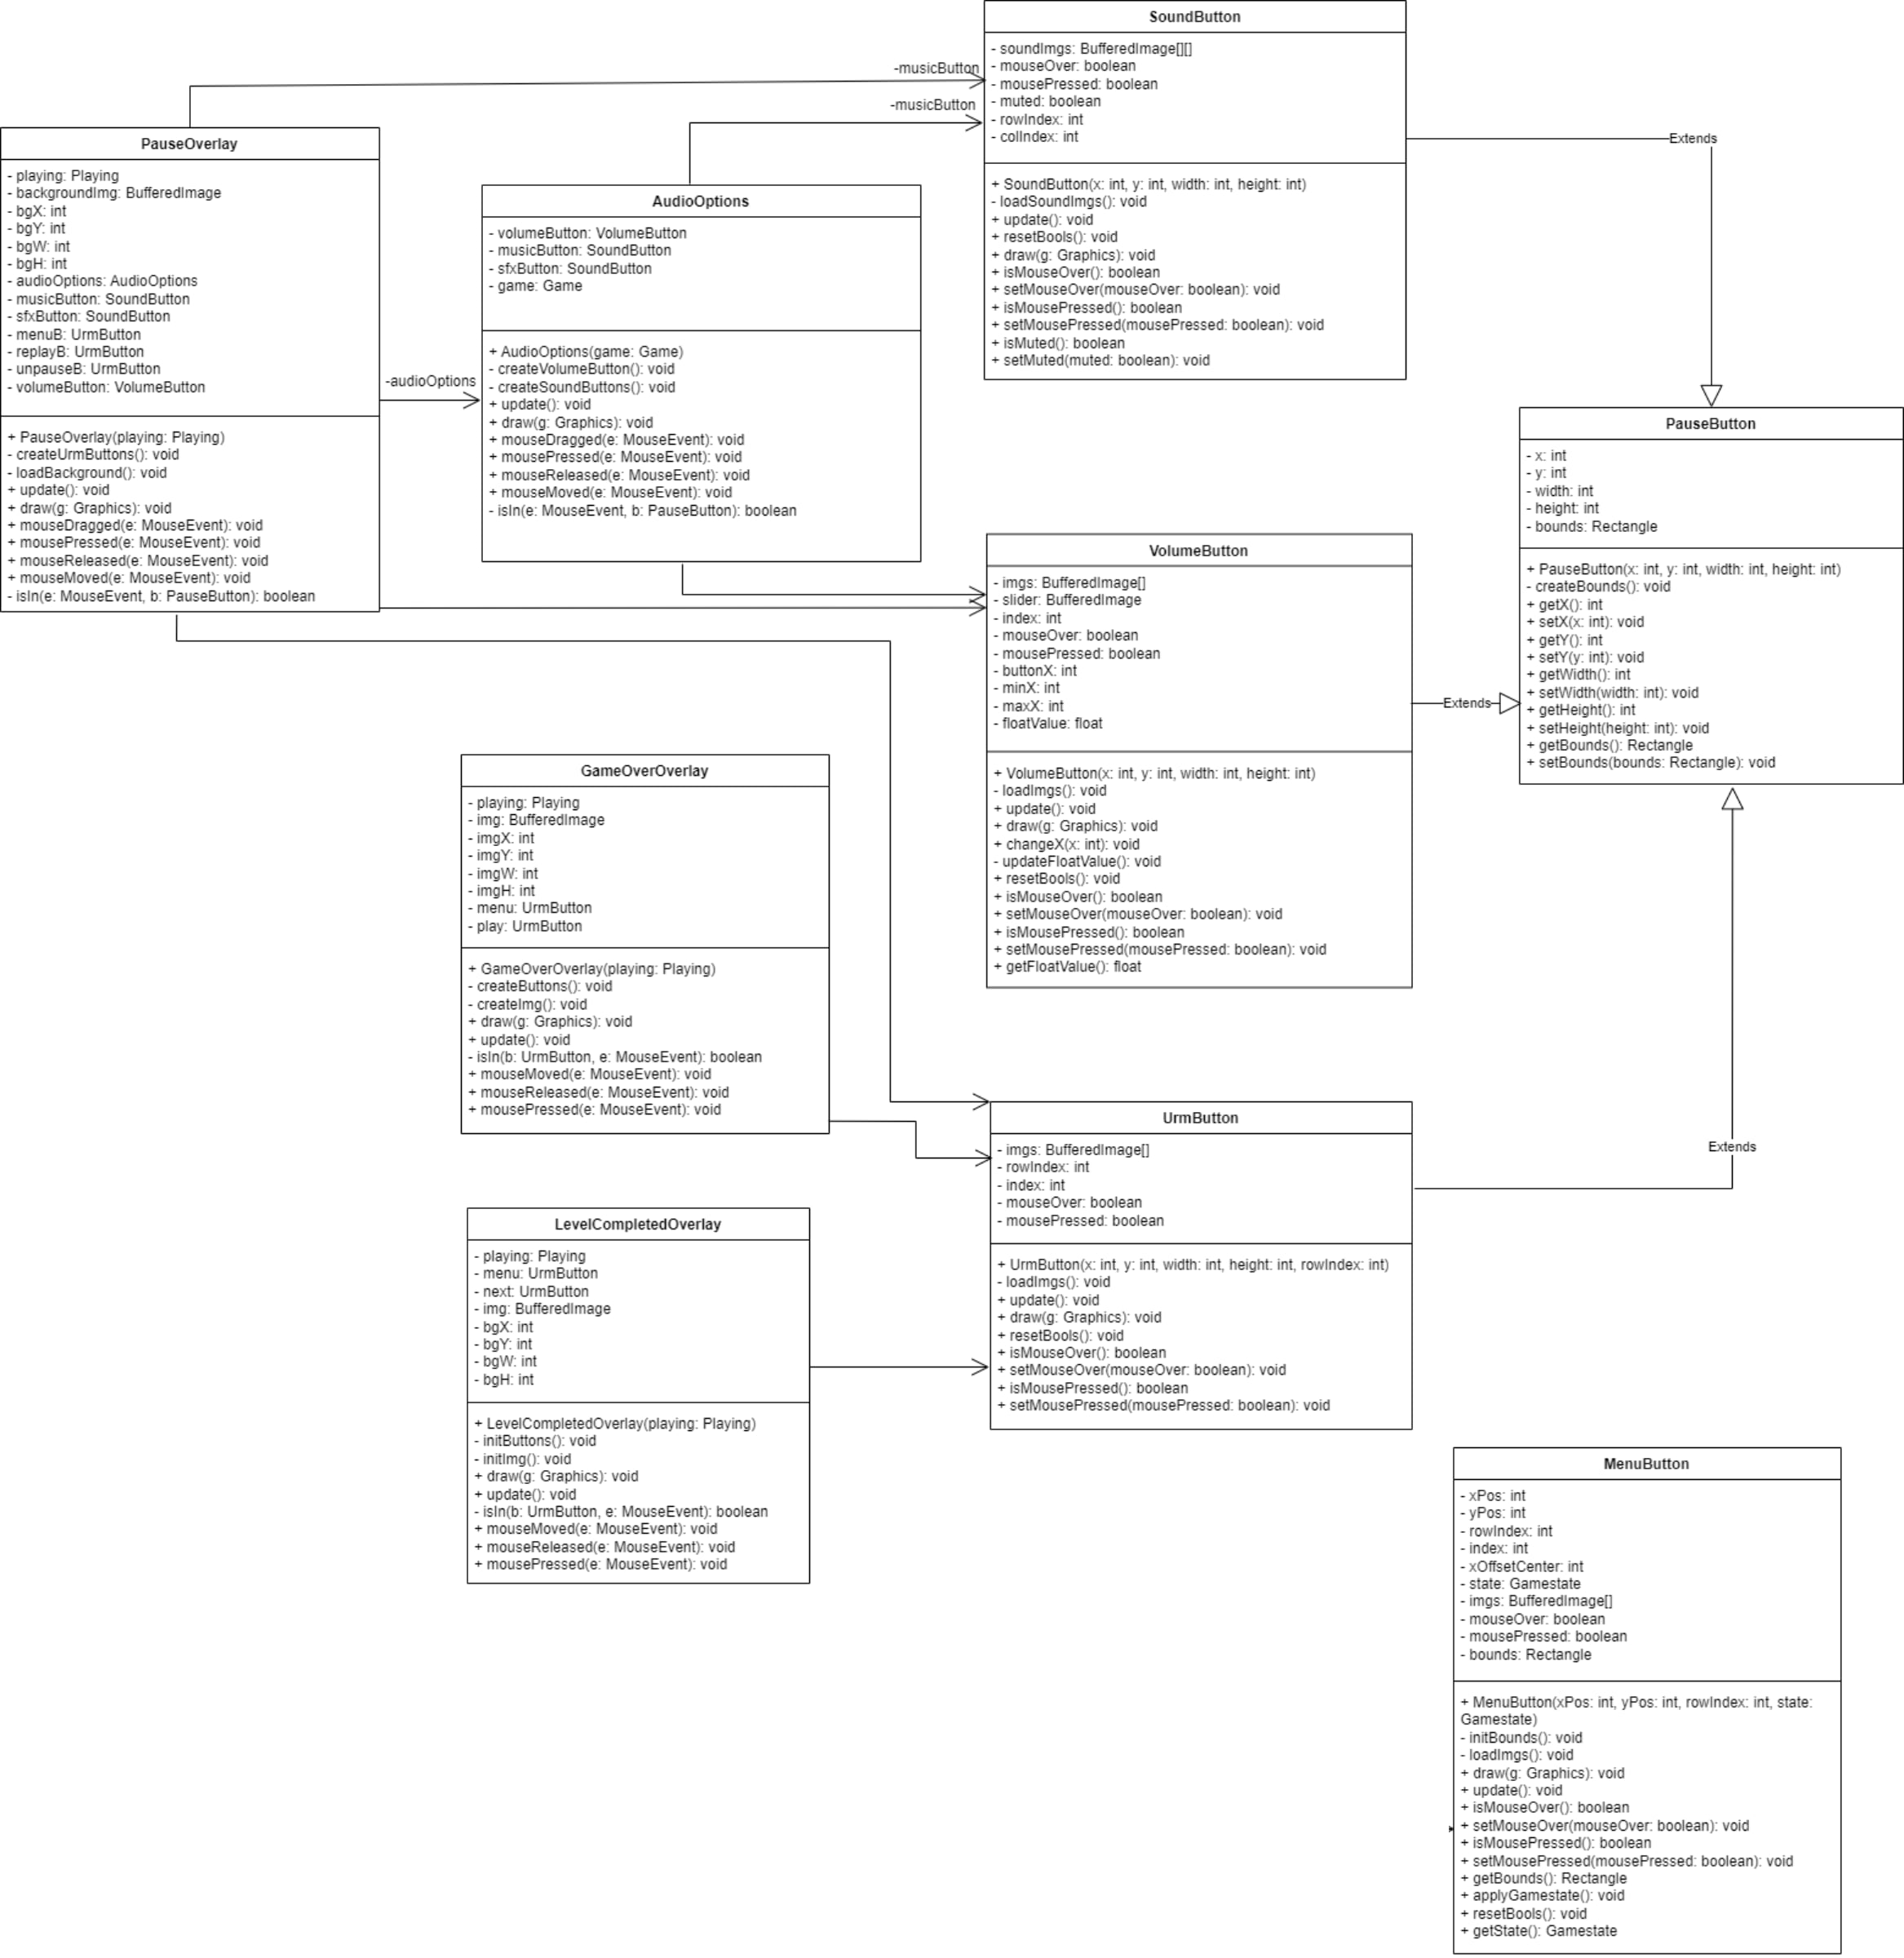 SoundButton
- soundImgs: BufferedImage[][]
- mouseOver: boolean
- mousePressed: boolean
- muted: boolean
- rowIndex: int
- colIndex: int
+ SoundButton(x: int, y: int, width: int, height: int)
- loadSoundImgs(): void
+ update(): void
+ resetBools(): void
+ draw(g: Graphics): void
+ isMouseOver(): boolean
+ setMouseOver(mouseOver: boolean): void
+ isMousePressed(): boolean
+ setMousePressed(mousePressed: boolean): void
+ isMuted(): boolean
+ setMuted(muted: boolean): void
-musicButton
-musicButton
Extends
PauseOverlay
- playing: Playing
- backgroundImg: BufferedImage
- bgX: int
- bgY: int
- bgW: int
- bgH: int
- audioOptions: AudioOptions
- musicButton: SoundButton
- sfxButton: SoundButton
- menuB: UrmButton
- replayB: UrmButton
- unpauseB: UrmButton
- volumeButton: VolumeButton
+ PauseOverlay(playing: Playing)
- createUrmButtons(): void
- loadBackground(): void
+ update(): void
+ draw(g: Graphics): void
+ mouseDragged(e: MouseEvent): void
+ mousePressed(e: MouseEvent): void
+ mouseReleased(e: MouseEvent): void
+ mouseMoved(e: MouseEvent): void
- isIn(e: MouseEvent, b: PauseButton): boolean
-audioOptions
AudioOptions
- volumeButton: VolumeButton
- musicButton: SoundButton
- sfxButton: SoundButton
- game: Game
+ AudioOptions(game: Game)
- createVolumeButton(): void
- createSoundButtons(): void
+ update(): void
+ draw(g: Graphics): void
+ mouseDragged(e: MouseEvent): void
+ mousePressed(e: MouseEvent): void
+ mouseReleased(e: MouseEvent): void
+ mouseMoved(e: MouseEvent): void
- isIn(e: MouseEvent, b: PauseButton): boolean
PauseButton
- x: int
- y: int
- width: int
- height: int
- bounds: Rectangle
+ PauseButton(x: int, y: int, width: int, height: int)
- createBounds(): void
+ getX(): int
+ setX(x: int): void
+ getY(): int
+ setY(y: int): void
+ getWidth(): int
+ setWidth(width: int): void
+ getHeight(): int
+ setHeight(height: int): void
+ getBounds(): Rectangle
+ setBounds(bounds: Rectangle): void
VolumeButton
- imgs: BufferedImage[]
- slider: BufferedImage
- index: int
- mouseOver: boolean
- mousePressed: boolean
- buttonX: int
- minX: int
- maxX: int
- floatValue: float
+ VolumeButton(x: int, y: int, width: int, height: int)
- loadImgs(): void
+ update(): void
+ draw(g: Graphics): void
+ changeX(x: int): void
- updateFloatValue(): void
+ resetBools(): void
+ isMouseOver(): boolean
+ setMouseOver(mouseOver: boolean): void
+ isMousePressed(): boolean
+ setMousePressed(mousePressed: boolean): void
+ getFloatValue(): float
Extends
GameOverOverlay
- playing: Playing
- img: BufferedImage
- imgX: int
- imgY: int
- imgW: int
- imgH: int
- menu: UrmButton
- play: UrmButton
+ GameOverOverlay(playing: Playing)
- createButtons(): void
- createImg(): void
+ draw(g: Graphics): void
+ update(): void
- isIn(b: UrmButton, e: MouseEvent): boolean
+ mouseMoved(e: MouseEvent): void
+ mouseReleased(e: MouseEvent): void
+ mousePressed(e: MouseEvent): void
UrmButton
- imgs: BufferedImage[]
- rowIndex: int
- index: int
- mouseOver: boolean
- mousePressed: boolean
+ UrmButton(x: int, y: int, width: int, height: int, rowIndex: int)
- loadImgs(): void
+ update(): void
+ draw(g: Graphics): void
+ resetBools(): void
+ isMouseOver(): boolean
+ setMouseOver(mouseOver: boolean): void
+ isMousePressed(): boolean
+ setMousePressed(mousePressed: boolean): void
Extends
LevelCompletedOverlay
- playing: Playing
- menu: UrmButton
- next: UrmButton
- img: BufferedImage
- bgX: int
- bgY: int
- bgW: int
- bgH: int
+ LevelCompletedOverlay(playing: Playing)
- initButtons(): void
- initImg(): void
+ draw(g: Graphics): void
+ update(): void
- isIn(b: UrmButton, e: MouseEvent): boolean
+ mouseMoved(e: MouseEvent): void
+ mouseReleased(e: MouseEvent): void
+ mousePressed(e: MouseEvent): void
MenuButton
- xPos: int
- yPos: int
- rowIndex: int
- index: int
- xOffsetCenter: int
- state: Gamestate
- imgs: BufferedImage[]
- mouseOver: boolean
- mousePressed: boolean
- bounds: Rectangle
+ MenuButton(xPos: int, yPos: int, rowIndex: int, state:
Gamestate)
- initBounds(): void
- loadImgs(): void
+ draw(g: Graphics): void
+ update(): void
+ isMouseOver(): boolean
+ setMouseOver(mouseOver: boolean): void
+ isMousePressed(): boolean
+ setMousePressed(mousePressed: boolean): void
+ getBounds(): Rectangle
+ applyGamestate(): void
+ resetBools(): void
+ getState(): Gamestate